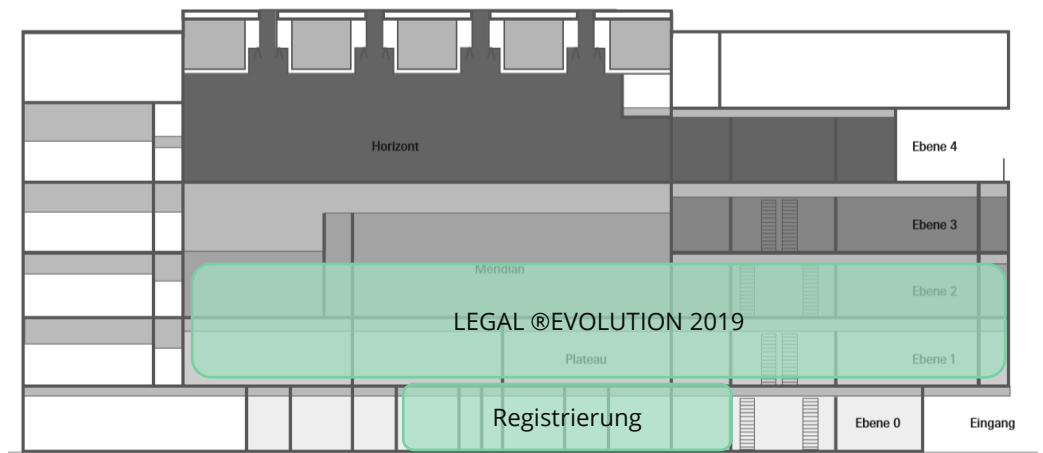 Horizont
Ebene 4
Ebene 3
Meridian
Ebene 2
LEGAL ®EVOLUTION 2019
Plateau
Ebene 1
Registrierung
Ebene 0
Eingang